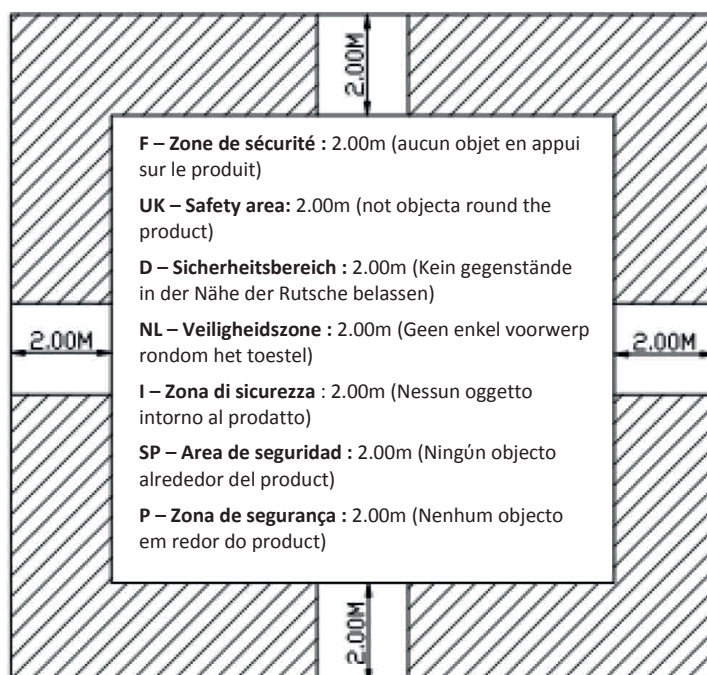 2.00M
F – Zone de sécurité : 2.00m (aucun objet en appui
sur le produit)
UK – Safety area: 2.00m (not objecta round the
product)
D – Sicherheitsbereich : 2.00m (Kein gegenstände
in der Nähe der Rutsche belassen)
NL – Veiligheidszone : 2.00m (Geen enkel voorwerp
rondom het toestel)
2.00M
2.00M
I – Zona di sicurezza : 2.00m (Nessun oggetto
intorno al prodatto)
SP – Area de seguridad : 2.00m (Ningún objecto
alrededor del product)
P – Zona de segurança : 2.00m (Nenhum objecto
em redor do product)
2.00M